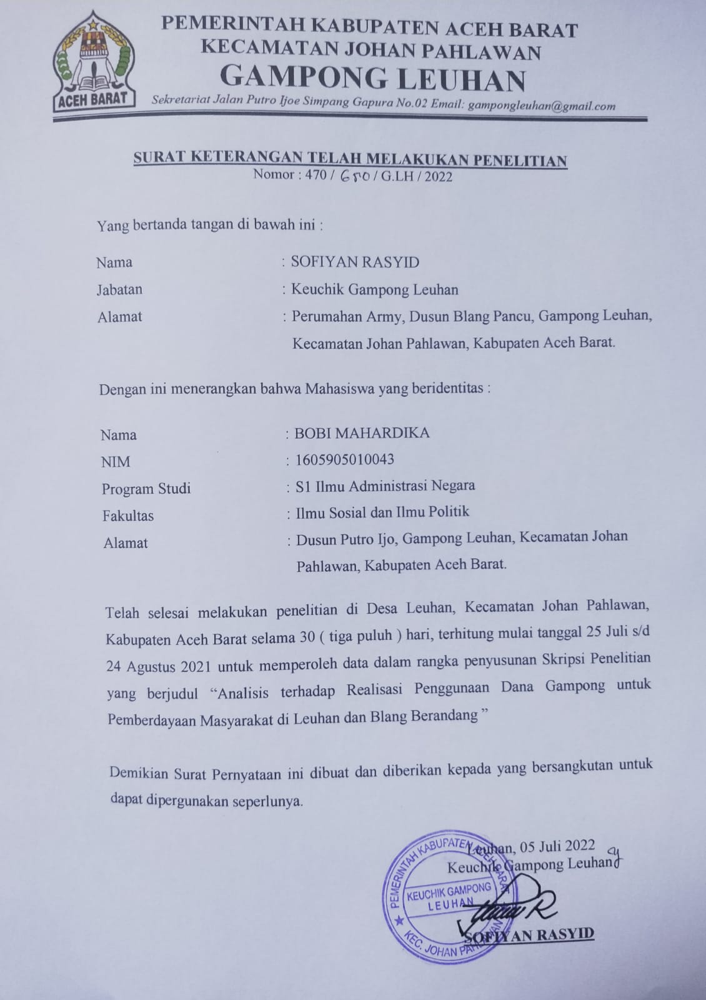 PEMERINTAH KABUPATEN ACEH BARAT
KECAMATAN JOHAN PAHLAWAN
GAMPONG LEUHAN
Sekretariat Jalan Putro Ijoe Simpang Gapura No.02 Email: gampongleuhan@gmail.com
ACEH BARAT
SURAT KETERANGAN TELAH MELAKUKAN PENELITIAN
Nomor : 470 / 650 / G.LH / 2022
Yang bertanda tangan di bawah ini :
Nama : SOFIYAN RASYID
Jabatan : Keuchik Gampong Leuhan
Alamat : Perumahan Army, Dusun Blang Pancu, Gampong Leuhan,
Kecamatan Johan Pahlawan, Kabupaten Aceh Barat.
Dengan ini menerangkan bahwa Mahasiswa yang beridentitas :
Nama : BOBI MAHARDIKA
NIM : 1605905010043
Program Studi : S1 Ilmu Administrasi Negara
Fakultas : Ilmu Sosial dan Ilmu Politik
Alamat : Dusun Putro Ijo, Gampong Leuhan, Kecamatan Johan
Pahlawan, Kabupaten Aceh Barat.
Telah selesai melakukan penelitian di Desa Leuhan, Kecamatan Johan Pahlawan,
Kabupaten Aceh Barat selama 30 ( tiga puluh ) hari, terhitung mulai tanggal 25 Juli s/d
24 Agustus 2021 untuk memperoleh data dalam rangka penyusunan Skripsi Penelitian
yang berjudul “Analisis terhadap Realisasi Penggunaan Dana Gampong untuk
Pemberdayaan Masyarakat di Leuhan dan Blang Berandang ”
Demikian Surat Pernyataan ini dibuat dan diberikan kepada yang bersangkutan untuk
dapat dipergunakan seperlunya.
Leuhan, 05 Juli 2022
Keuchik Gampong Leuhan
PEMERINTAH KABUPATEN ACEH BARAT
KEUCHIK GAMPONG
LEUHAN
KEC. JOHAN PAHLAWAN
SOFIYAN RASYID